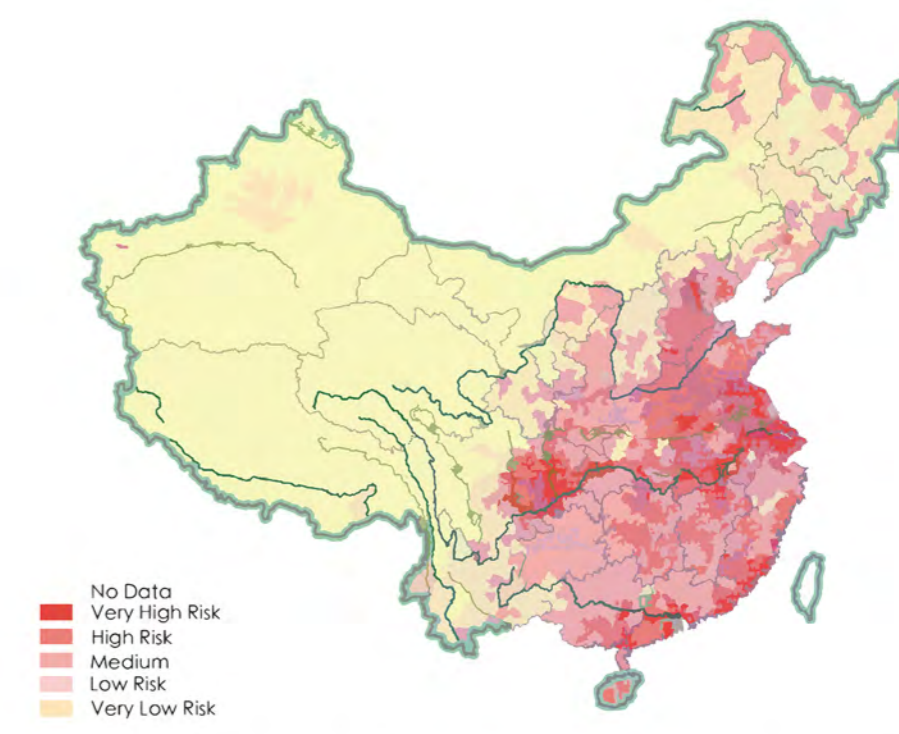 No Data
Very High Risk
High Risk
Medium
Low Risk
Very Low Risk